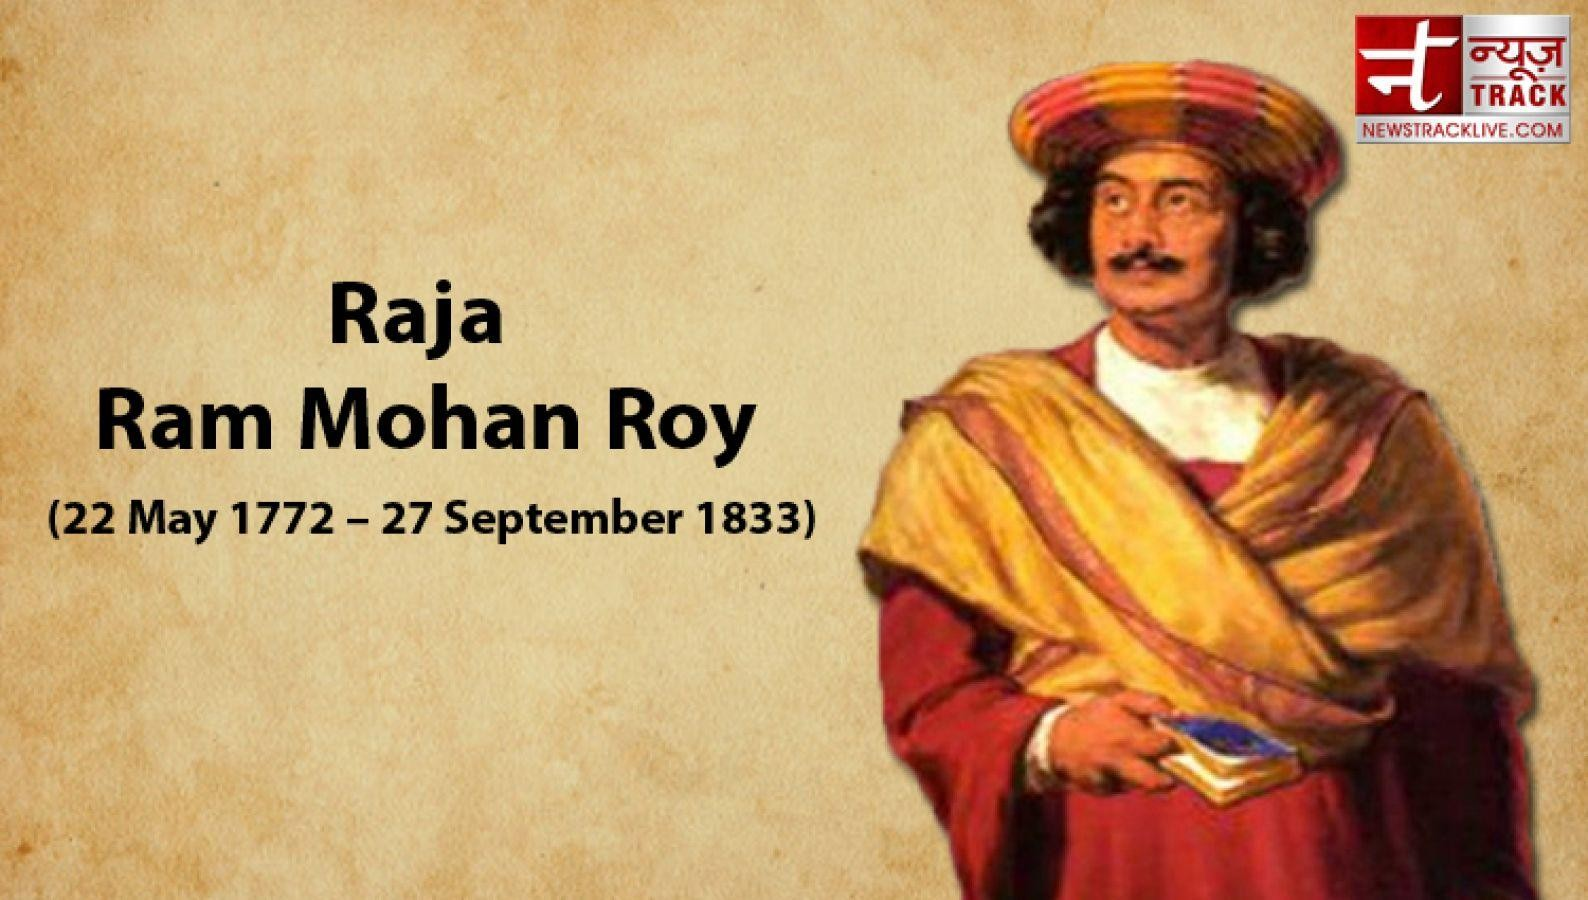 Raja
Ram Mohan Roy
(22 May 1772 – 27 September 1833)
न्यूज़
TRACK
NEWSTRACKLIVE.COM